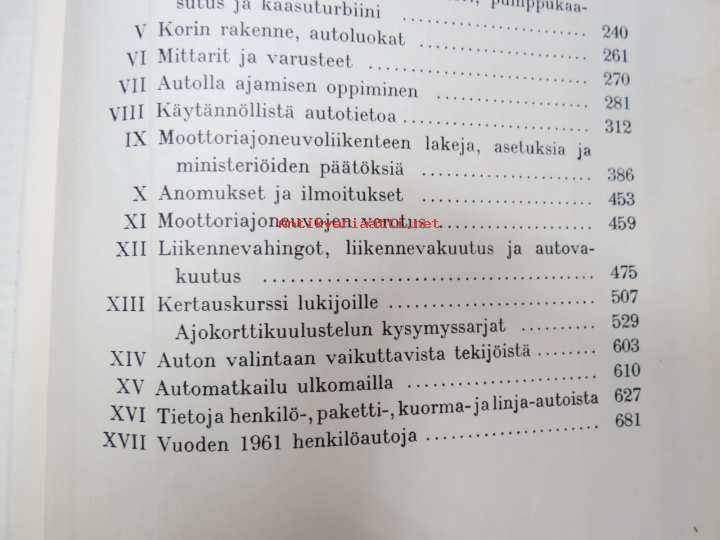 sutus ja kaasuturbiini ........ 240
V Korin rakenne, autoluokat ........ 261
VI Mittarit ja varusteet ........ 270
VII Autolla ajamisen oppiminen ........ 281
VIII Käytännöllistä autotietoa ........ 312
IX Moottoriajoneuvoliikenteen lakeja, asetuksia ja
ministeriöiden päätöksiä ........ 386
X Anomukset ja ilmoitukset ........ 453
XI Moottoriajoneuvojen verotus ........ 459
XII Liikennevahingot, liikennevakuutus ja autova-
kuutus ........ 475
XIII Kertauskurssi lukijoille ........ 507
Ajokorttikuulustelun kysymyssarjat ........ 529
XIV Auton valintaan vaikuttavista tekijöistä ........ 603
XV Automatkailu ulkomailla ........ 610
XVI Tietoja henkilö-, paketti-, kuorma- ja linja-autoista 627
XVII Vuoden 1961 henkilöautoja ........ 681